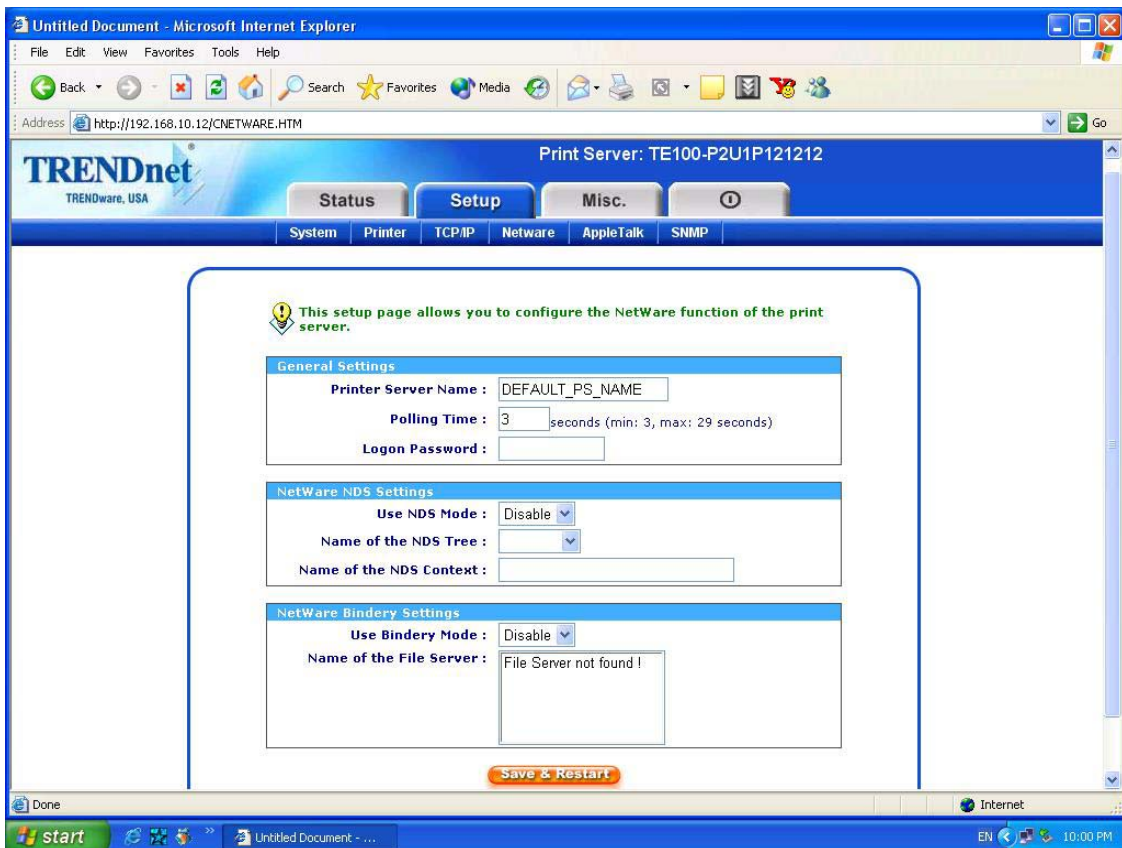 Untitled Document - Microsoft Internet Explorer
File Edit View Favorites Tools Help
Back Search Favorites Media
Address http://192.168.10.12/CNETWARE.HTM Go
TRENDnet
TRENDware, USA
Print Server: TE100-P2U1P121212
Status Setup Misc.
System Printer TCP/IP Netware AppleTalk SNMP
This setup page allows you to configure the NetWare function of the print
server.
General Settings
Printer Server Name : DEFAULT_PS_NAME
Polling Time : 3 seconds (min: 3, max: 29 seconds)
Logon Password :
NetWare NDS Settings
Use NDS Mode : Disable
Name of the NDS Tree :
Name of the NDS Context :
NetWare Bindery Settings
Use Bindery Mode : Disable
Name of the File Server : File Server not found !
Save & Restart
Done Internet
start Untitled Document - ... EN 10:00 PM